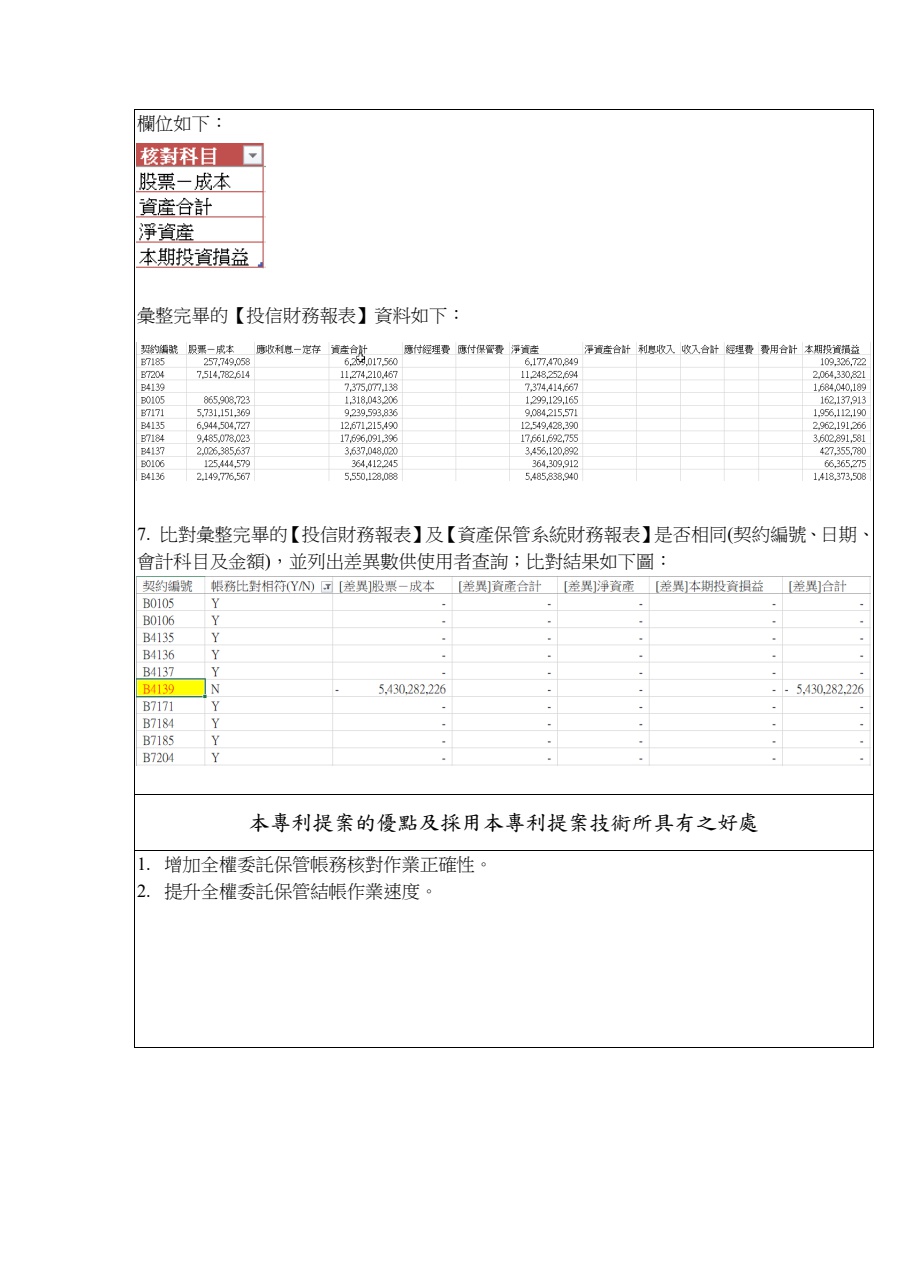 欄位如下：
核對科目
股票－成本
資產合計
淨資產
本期投資損益
彙整完畢的【投信財務報表】資料如下：
契約編號 股票－成本 應收利息－定存 資產合計 應付經理費 應付保管費 淨資產 淨資產合計 利息收入 收入合計 經理費 費用合計 本期投資損益
B7185 257,749,058 017,560 6,177,470,849 109,326,722
B7204 7,514,782,614 11,274,210,467 11,248,252,694 2,064,330,821
B4139 7,375,077,138 7,374,414,667 1,684,040,189
B0105 865,908,723 1,318,043,206 1,299,129,165 162,137,913
B7171 5,731,151,369 9,239,593,836 9,084,215,571 1,956,112,190
B4135 6,944,504,727 12,671,215,490 12,549,428,390 2,962,191,266
B7184 9,485,078,023 17,696,091,396 17,661,692,755 3,602,891,581
B4137 2,026,385,637 3,637,048,020 3,456,120,892 427,355,780
B0106 125,444,579 364,412,245 364,309,912 66,365,275
B4136 2,149,776,567 5,550,128,088 5,485,838,940 1,418,373,508
7. 比對彙整完畢的【投信財務報表】及【資產保管系統財務報表】是否相同(契約編號、日期、
會計科目及金額)，並列出差異數供使用者查詢；比對結果如下圖：
契約編號 帳務比對相符(Y/N) [差異]股票－成本 [差異]資產合計 [差異]淨資產 [差異]本期投資損益 [差異]合計
B0105 Y - - - - -
B0106 Y - - - - -
B4135 Y - - - - -
B4136 Y - - - - -
B4137 Y - - - - -
B4139 N - 5,430,282,226 - - - - 5,430,282,226
B7171 Y - - - - -
B7184 Y - - - - -
B7185 Y - - - - -
B7204 Y - - - - -
本專利提案的優點及採用本專利提案技術所具有之好處
1. 增加全權委託保管帳務核對作業正確性。
2. 提升全權委託保管結帳作業速度。